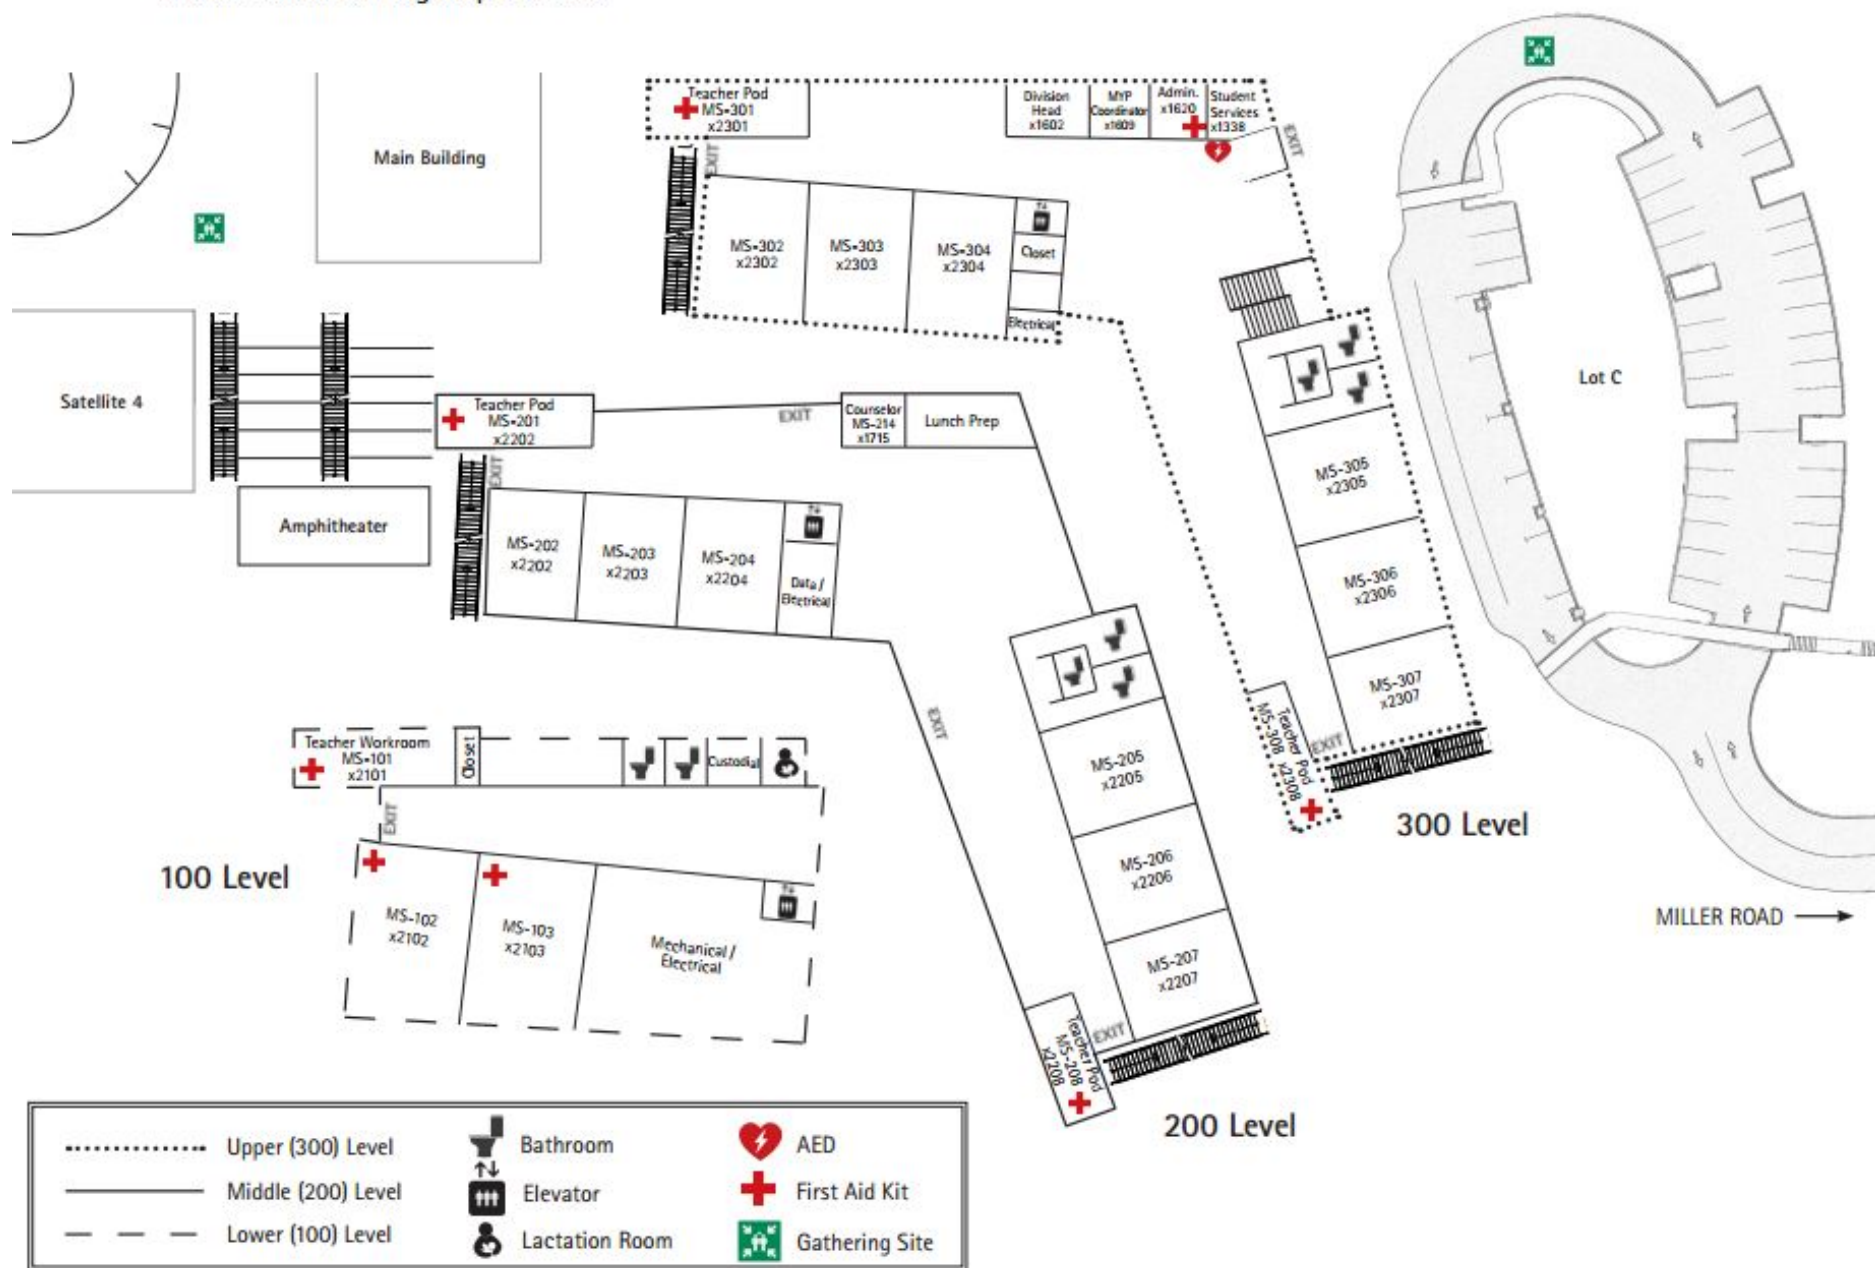 Teacher Pod
MS-301
x2301
Division
Head
x1602
MYP
Coordinator
x1609
Admin.
x1620
Student
Services
x1338
EXIT
EXIT
Main Building
MS-302
x2302
MS-303
x2303
MS-304
x2304
Closet
Electrical
Lot C
Satellite 4
Teacher Pod
MS-201
x2202
EXIT
Counselor
MS-214
x1715
Lunch Prep
EXIT
Amphitheater
MS-202
x2202
MS-203
x2203
MS-204
x2204
Data /
Electrical
MS-305
x2305
MS-306
x2306
MS-307
x2307
Teacher Pod
MS-308 x2308
EXIT
300 Level
EXIT
MS-205
x2205
MS-206
x2206
MS-207
x2207
Teacher Pod
MS-208
x2208
EXIT
200 Level
Teacher Workroom
MS-101
x2101
Closet
Custodial
EXIT
100 Level
MS-102
x2102
MS-103
x2103
Mechanical /
Electrical
MILLER ROAD
Upper (300) Level
Middle (200) Level
Lower (100) Level
Bathroom
Elevator
Lactation Room
AED
First Aid Kit
Gathering Site